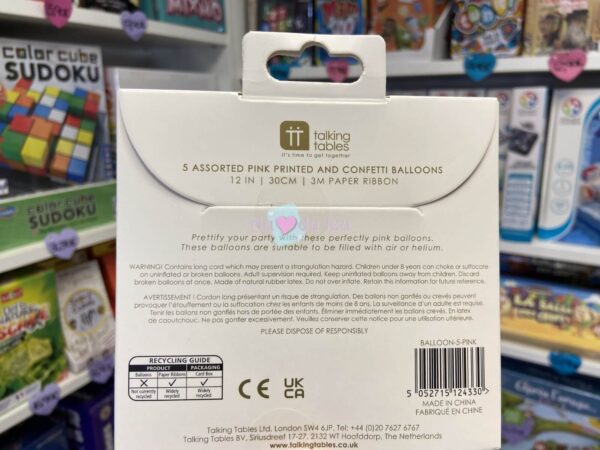 color cube
SUDOKU
color cube
SUDOKU
talking
tables
it's time to get together
5 ASSORTED PINK PRINTED AND CONFETTI BALLOONS
12 IN | 30CM | 3M PAPER RIBBON
Prettify your party with these perfectly pink balloons.
These balloons are suitable to be filled with air or helium.
WARNING! Contains long cord which may present a strangulation hazard. Children under 8 years can choke or suffocate
on uninflated or broken balloons. Adult supervision required. Keep uninflated balloons away from children. Discard
broken balloons at once. Made of natural rubber latex. Do not over inflate. Retain this information for future reference.
AVERTISSEMENT ! Cordon long présentant un risque de strangulation. Des ballons non gonflés ou crevés peuvent
provoquer l'étouffement ou la suffocation chez les enfants de moins de 8 ans. La surveillance d'un adulte est requise.
Tenir les ballons non gonflés hors de portée des enfants. Éliminer immédiatement les ballons crevés. En latex
de caoutchouc. Ne pas gonfler excessivement. Veuillez conserver cette notice pour une utilisation ultérieure.
PLEASE DISPOSE OF RESPONSIBLY
RECYCLING GUIDE
PRODUCT PACKAGING
Balloons Paper Ribbons Card Box
Not currently recycled Widely recycled Widely recycled
CE UK
CA
BALLOON-5-PINK
5 052715 124330
MADE IN CHINA
FABRIQUÉ EN CHINE
Talking Tables Ltd, London SW4 6JP. Tel: +44 (0)20 7627 6767
Talking Tables BV, Siriusdreef 17-27, 2132 WT Hoofddorp, The Netherlands
www.talkingtables.co.uk